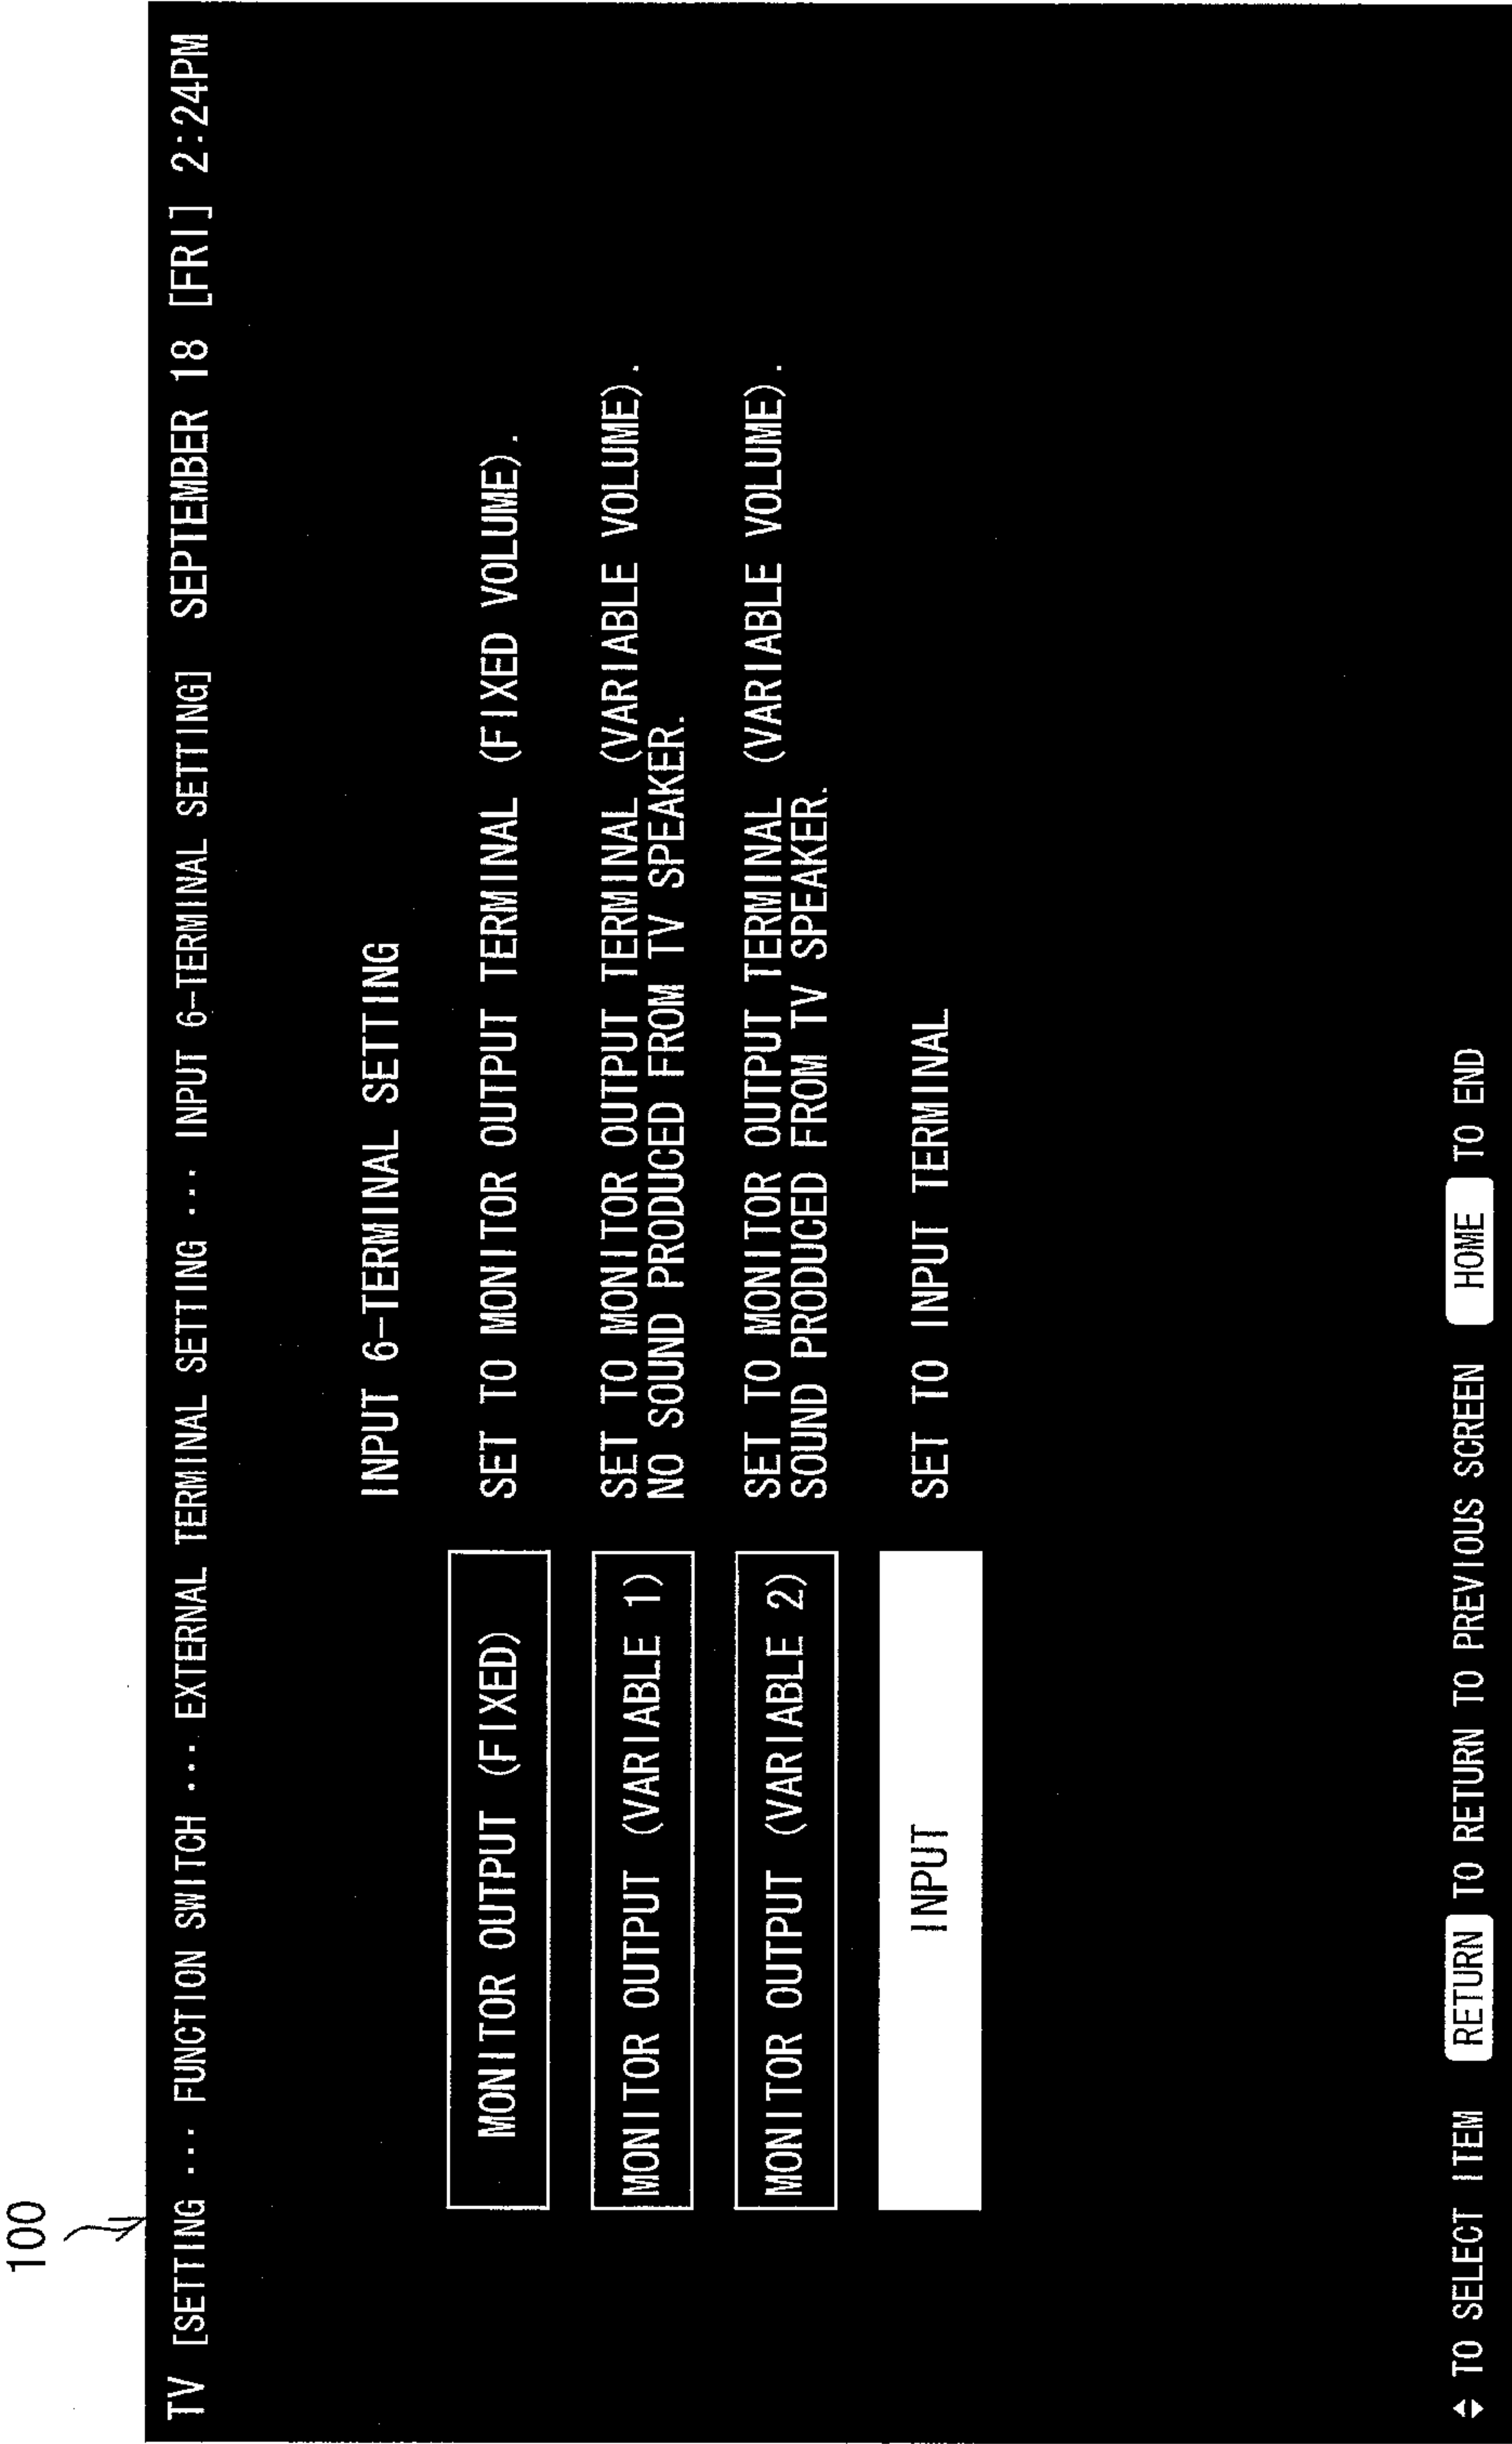 100
TV [SETTING ··· FUNCTION SWITCH ··· EXTERNAL TERMINAL SETTING ··· INPUT 6-TERMINAL SETTING] SEPTEMBER 18 [FRI] 2:24PM
INPUT 6-TERMINAL SETTING
MONITOR OUTPUT (FIXED) SET TO MONITOR OUTPUT TERMINAL (FIXED VOLUME).
MONITOR OUTPUT (VARIABLE 1) SET TO MONITOR OUTPUT TERMINAL (VARIABLE VOLUME).
NO SOUND PRODUCED FROM TV SPEAKER.
MONITOR OUTPUT (VARIABLE 2) SET TO MONITOR OUTPUT TERMINAL (VARIABLE VOLUME).
SOUND PRODUCED FROM TV SPEAKER.
INPUT SET TO INPUT TERMINAL
TO SELECT ITEM RETURN TO RETURN TO PREVIOUS SCREEN HOME TO END